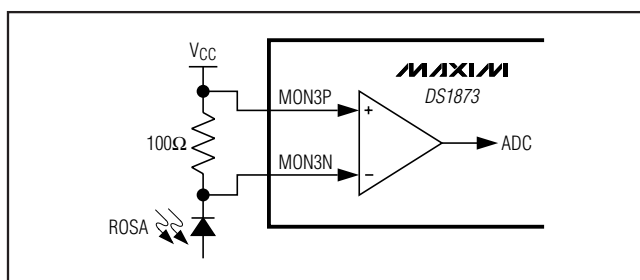 VCC
MAXIM
DS1873
MON3P
+
100Ω
ADC
MON3N
−
ROSA